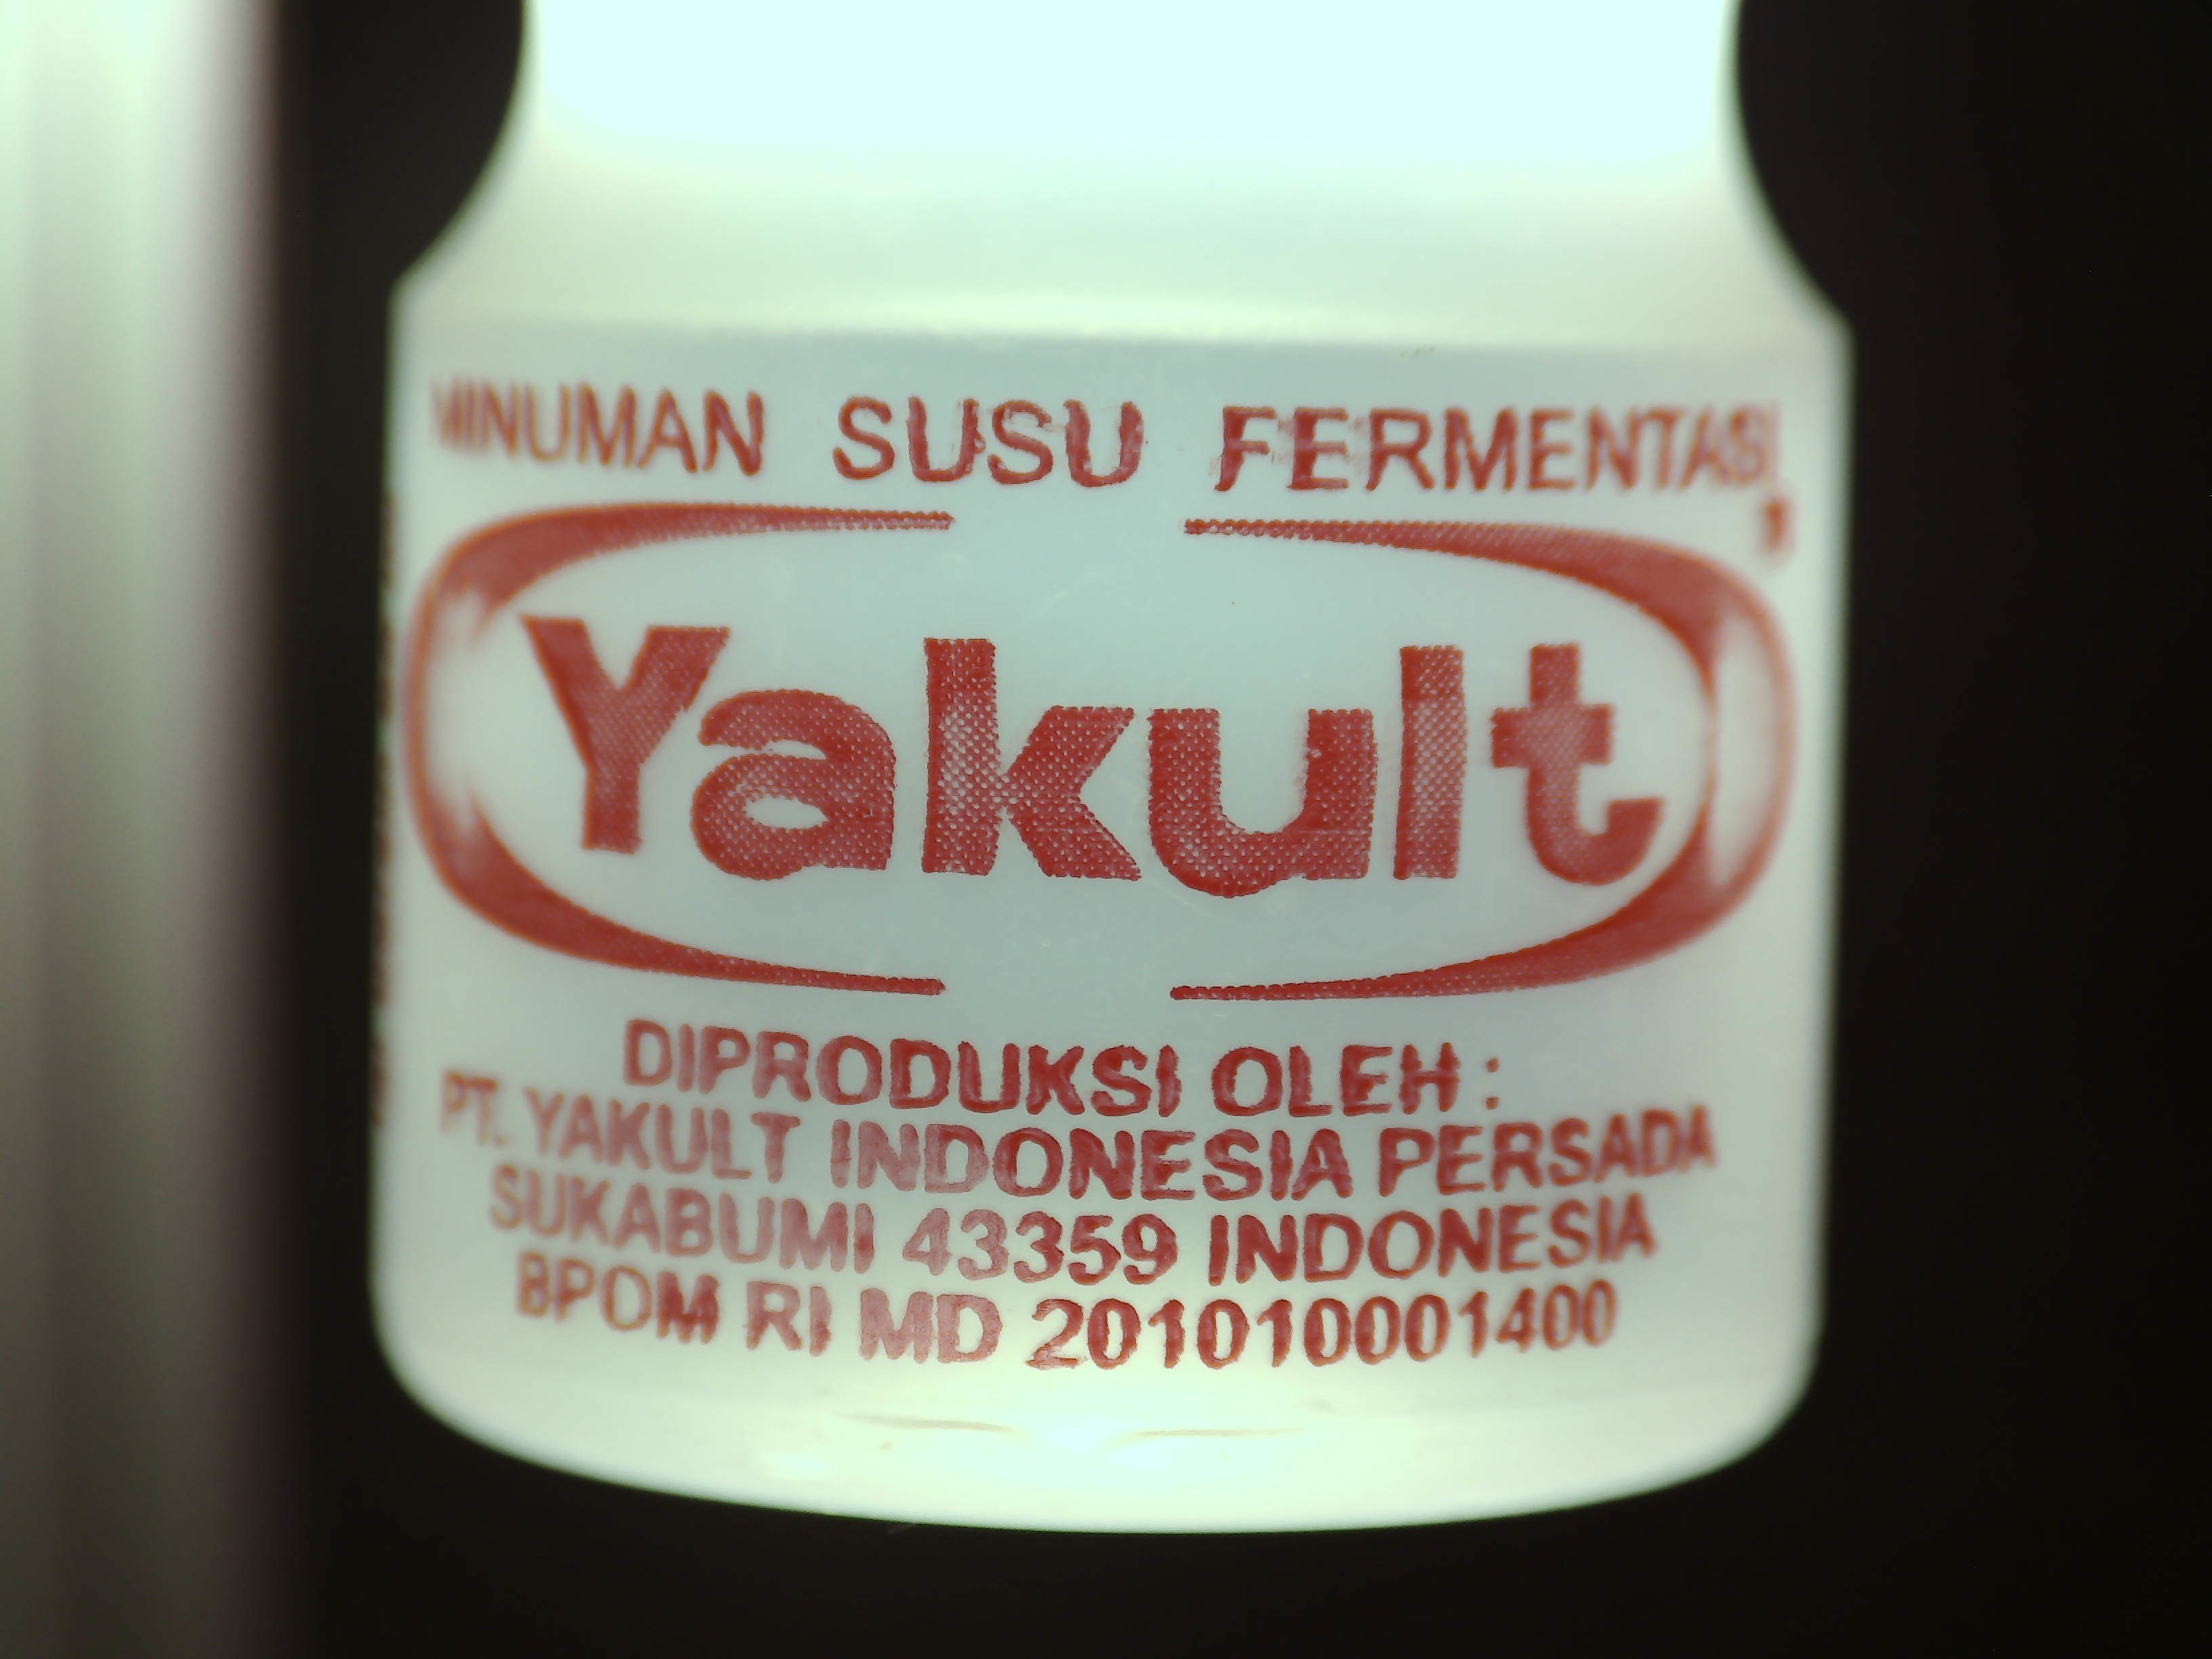 MINUMAN SUSU FERMENTASI
Yakult
DIPRODUKSI OLEH :
PT. YAKULT INDONESIA PERSADA
SUKABUMI 43359 INDONESIA
BPOM RI MD 201010001400